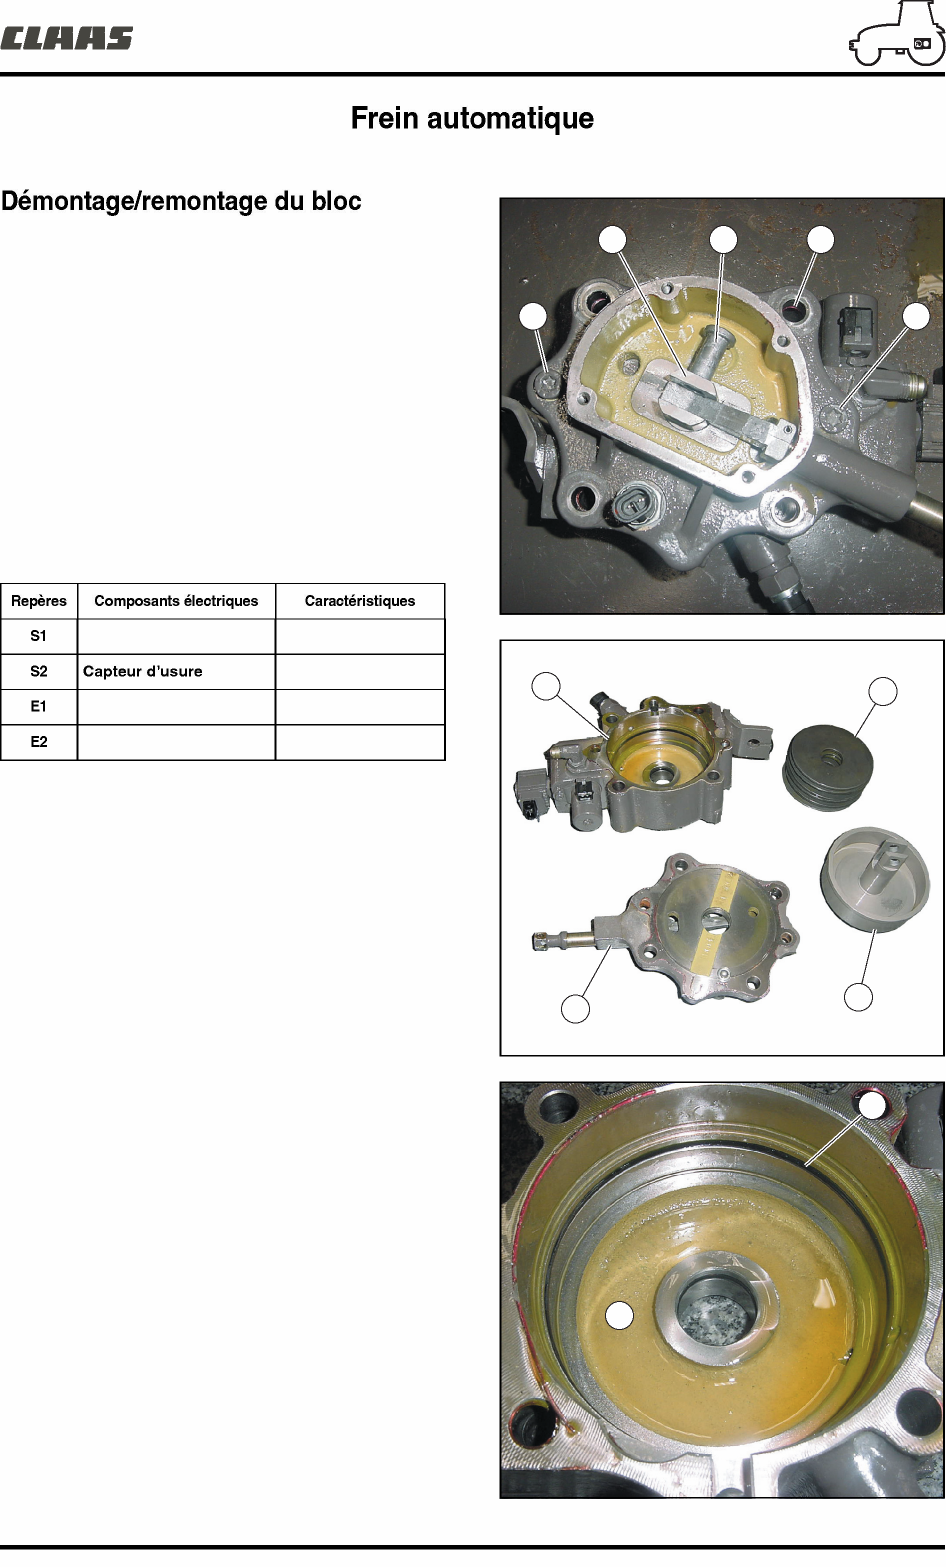 CLAAS
Frein automatique
Démontage/remontage du bloc
Repères Composants électriques Caractéristiques
S1
S2 Capteur d’usure
E1
E2